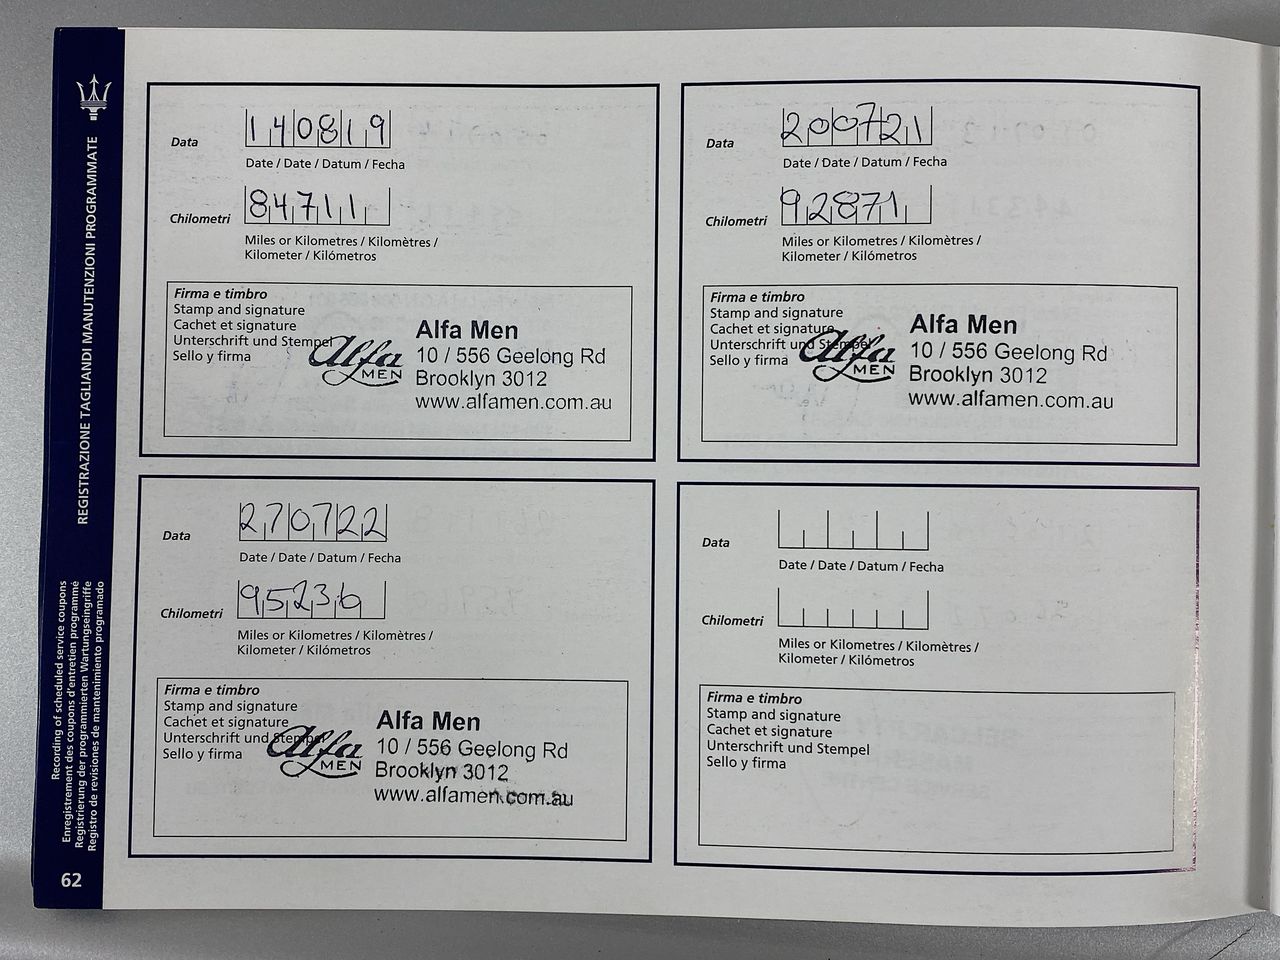 REGISTRAZIONE TAGLIANDI MANUTENZIONI PROGRAMMATE
Recording of scheduled service coupons
Enregistrement des coupons d'entretien programmé
Registrierung der programmierten Wartungseingriffe
Registro de revisiones de mantenimiento programado
62
Data 140819
Date / Date / Datum / Fecha
Chilometri 84711
Miles or Kilometres / Kilomètres /
Kilometer / Kilómetros
Firma e timbro
Stamp and signature
Cachet et signature
Unterschrift und Stempel
Sello y firma
Alfa
MEN
Alfa Men
10 / 556 Geelong Rd
Brooklyn 3012
www.alfamen.com.au
Data 200721
Date / Date / Datum / Fecha
Chilometri 92871
Miles or Kilometres / Kilomètres /
Kilometer / Kilómetros
Firma e timbro
Stamp and signature
Cachet et signature
Unterschrift und Stempel
Sello y firma
Alfa
MEN
Alfa Men
10 / 556 Geelong Rd
Brooklyn 3012
www.alfamen.com.au
Data 270722
Date / Date / Datum / Fecha
Chilometri 95236
Miles or Kilometres / Kilomètres /
Kilometer / Kilómetros
Firma e timbro
Stamp and signature
Cachet et signature
Unterschrift und Stempel
Sello y firma
Alfa
MEN
Alfa Men
10 / 556 Geelong Rd
Brooklyn 3012
www.alfamen.com.au
Data
Date / Date / Datum / Fecha
Chilometri
Miles or Kilometres / Kilomètres /
Kilometer / Kilómetros
Firma e timbro
Stamp and signature
Cachet et signature
Unterschrift und Stempel
Sello y firma